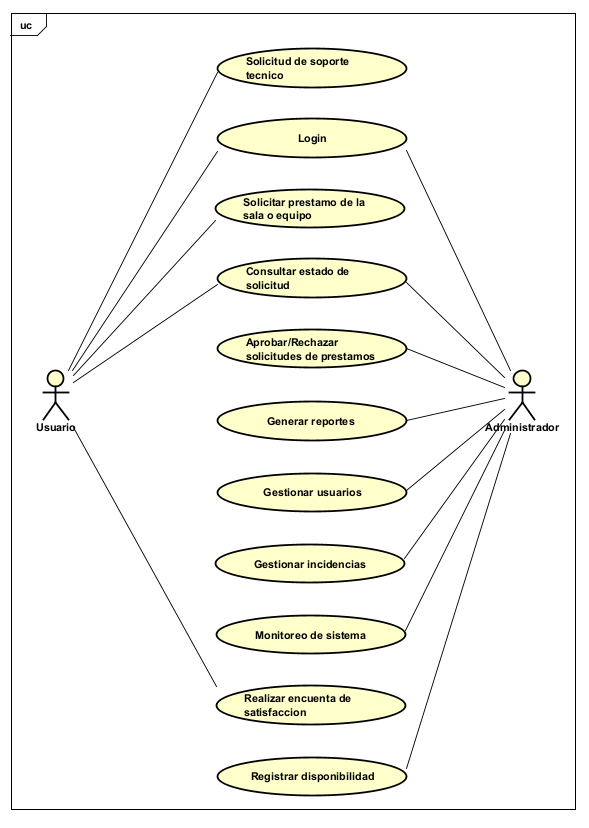 uc
Solicitud de soporte
tecnico
Login
Solicitar prestamo de la
sala o equipo
Consultar estado de
solicitud
Aprobar/Rechazar
solicitudes de prestamos
Usuario
Administrador
Generar reportes
Gestionar usuarios
Gestionar incidencias
Monitoreo de sistema
Realizar encuenta de
satisfaccion
Registrar disponibilidad